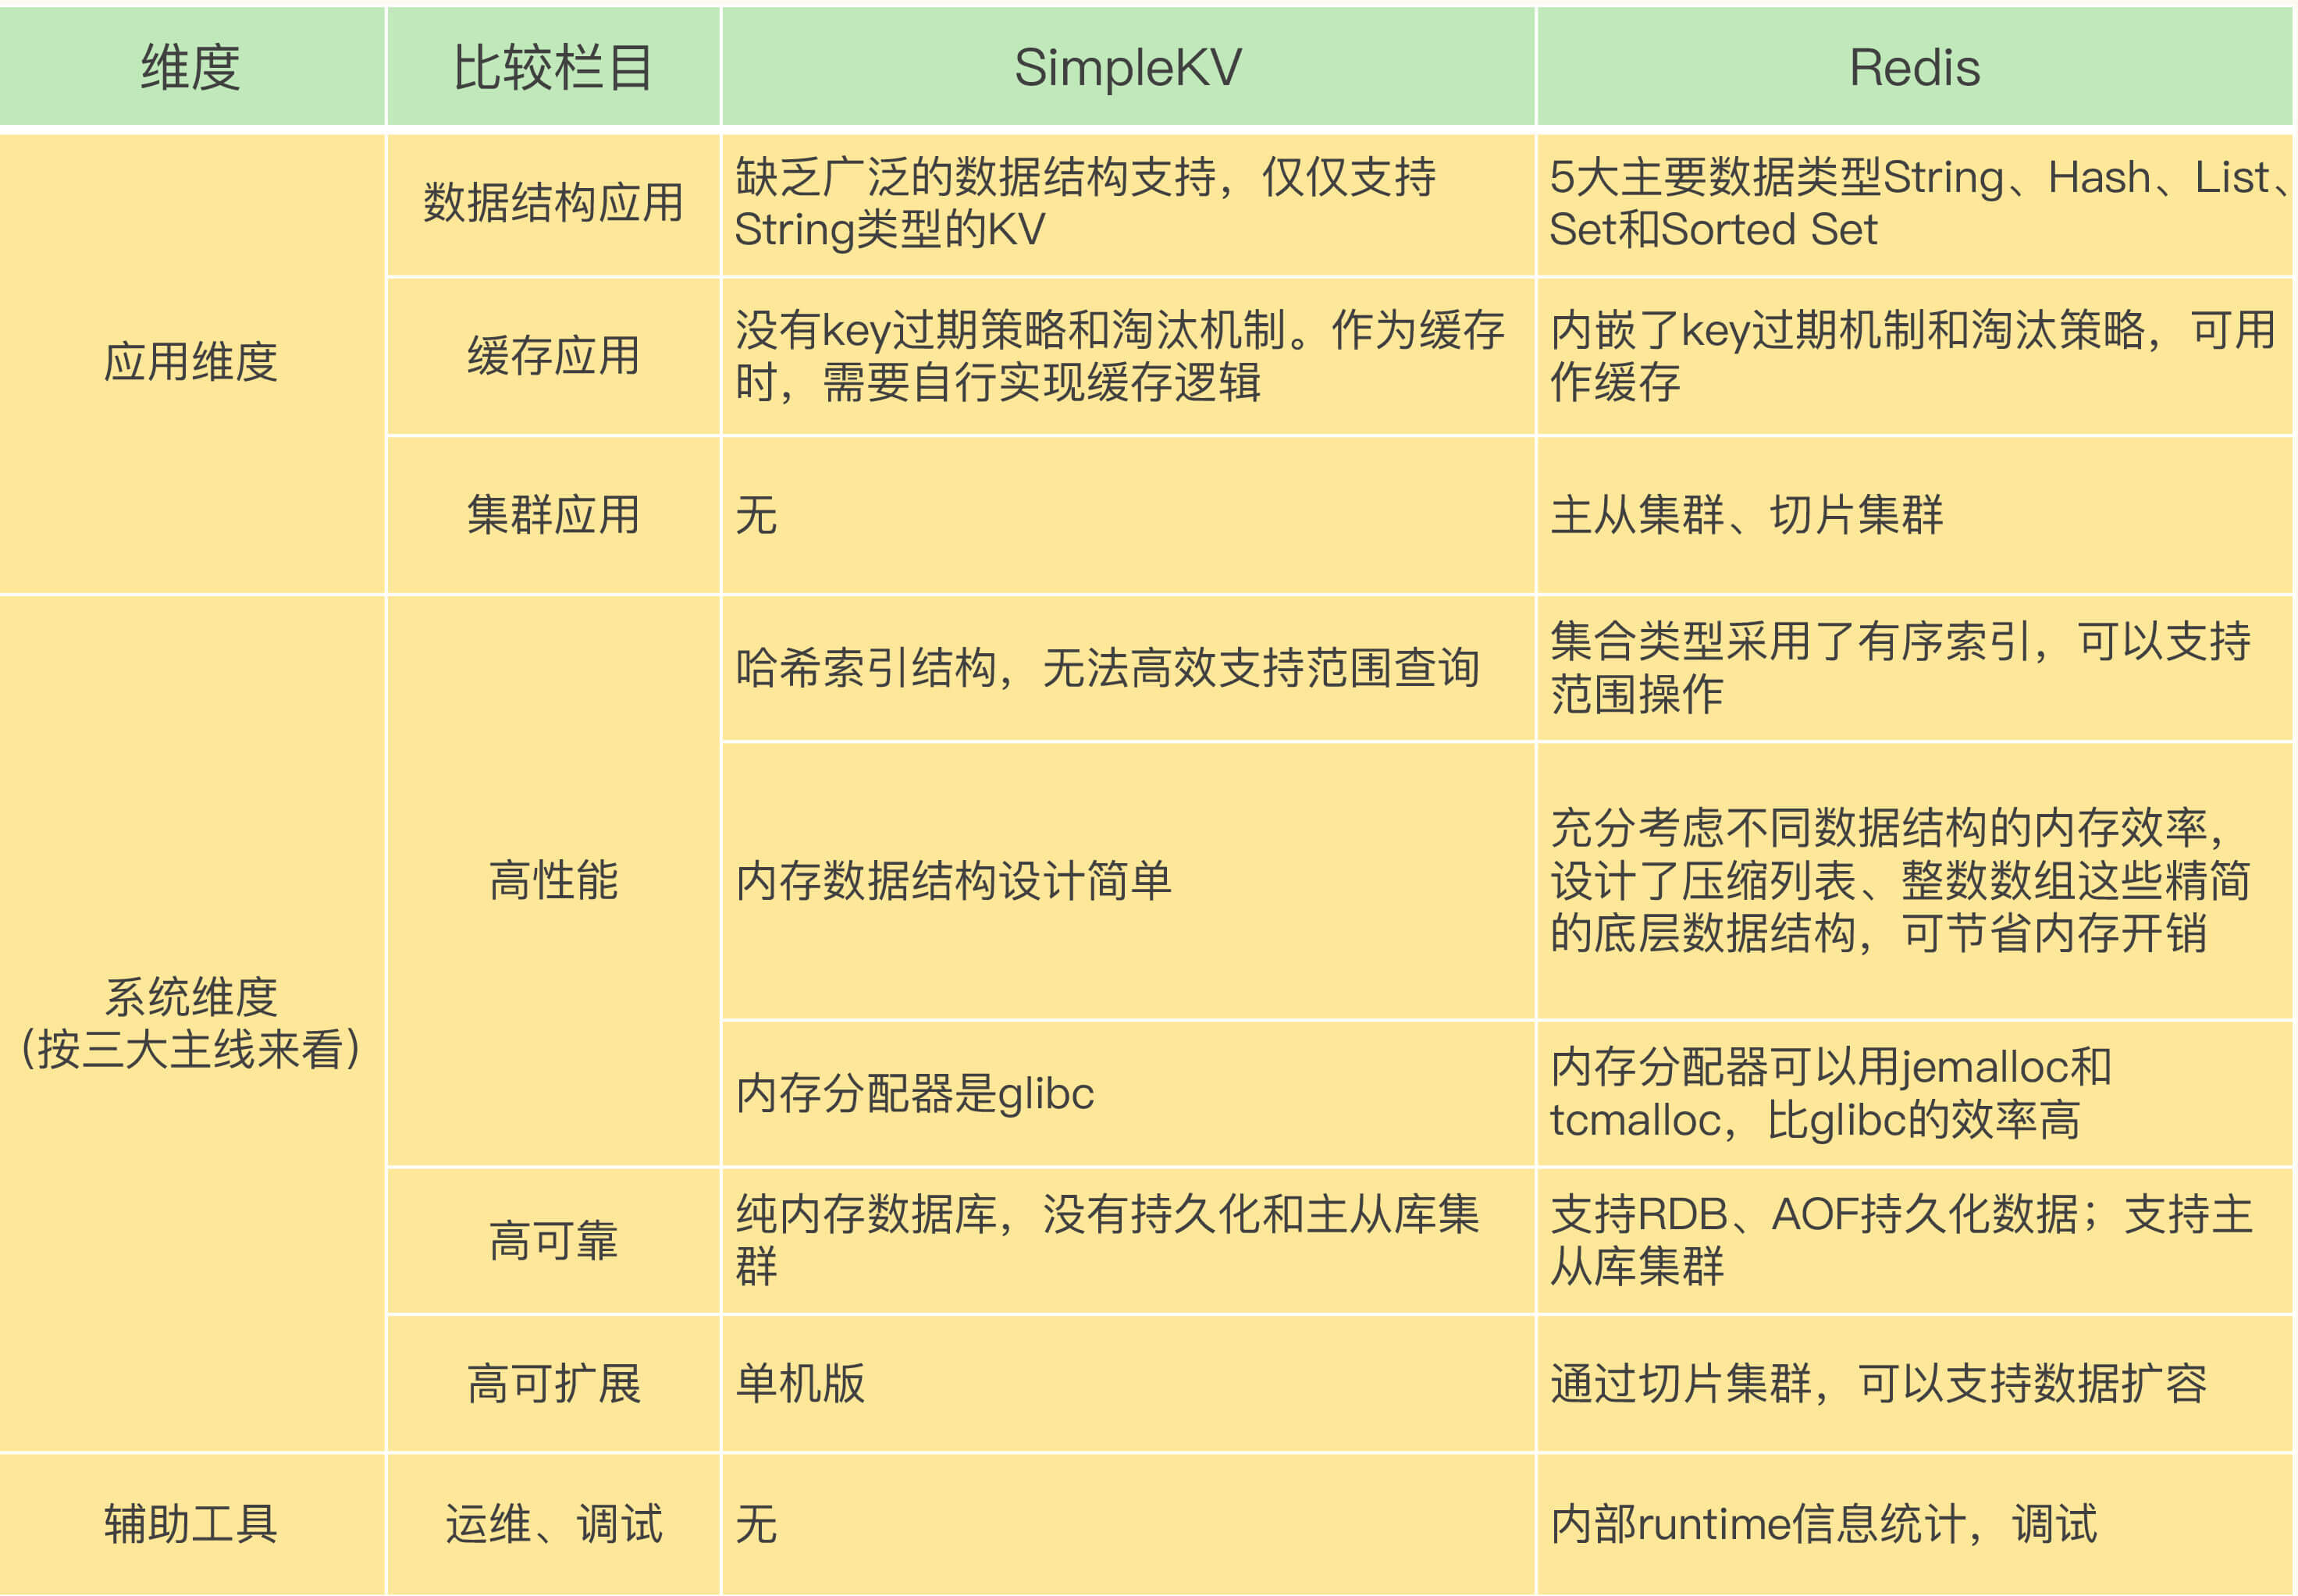 维度
比较栏目
SimpleKV
Redis
应用维度
数据结构应用
缺乏广泛的数据结构支持，仅仅支持
String类型的KV
5大主要数据类型String、Hash、List、
Set和Sorted Set
缓存应用
没有key过期策略和淘汰机制。作为缓存
时，需要自行实现缓存逻辑
内嵌了key过期机制和淘汰策略，可用
作缓存
集群应用
无
主从集群、切片集群
系统维度
(按三大主线来看)
高性能
哈希索引结构，无法高效支持范围查询
集合类型采用了有序索引，可以支持
范围操作
内存数据结构设计简单
充分考虑不同数据结构的内存效率，
设计了压缩列表、整数数组这些精简
的底层数据结构，可节省内存开销
内存分配器是glibc
内存分配器可以用jemalloc和
tcmalloc，比glibc的效率高
高可靠
纯内存数据库，没有持久化和主从库集
群
支持RDB、AOF持久化数据；支持主
从库集群
高可扩展
单机版
通过切片集群，可以支持数据扩容
辅助工具
运维、调试
无
内部runtime信息统计，调试